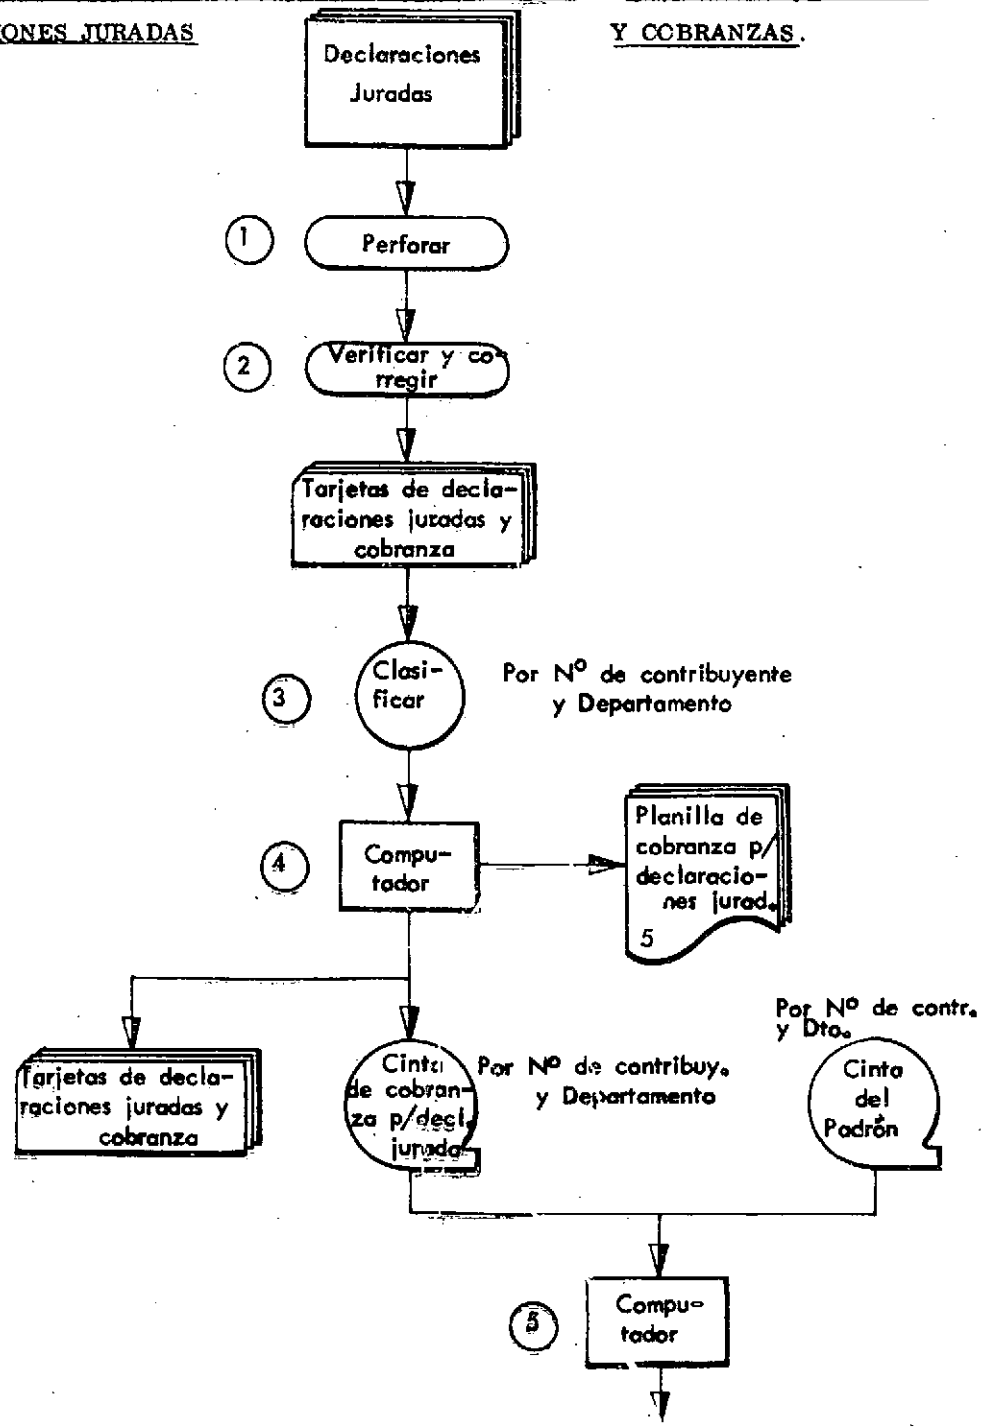 ONES JURADAS
Y COBRANZAS.
Declaraciones
Juradas
1
Perforar
2
Verificar y co-
rregir
Tarjetas de decla-
raciones juradas y
cobranza
3
Clasi-
ficar
Por Nº de contribuyente
y Departamento
4
Compu-
tador
Planilla de
cobranza p/
declaracio-
nes jurad.
5
Por Nº de contr.
y Dto.
Tarjetas de decla-
raciones juradas y
cobranza
Cinta
de cobran-
za p/decl.
jurada
Por Nº de contribuy.
y Departamento
Cinta
del
Padrón
5
Compu-
tador